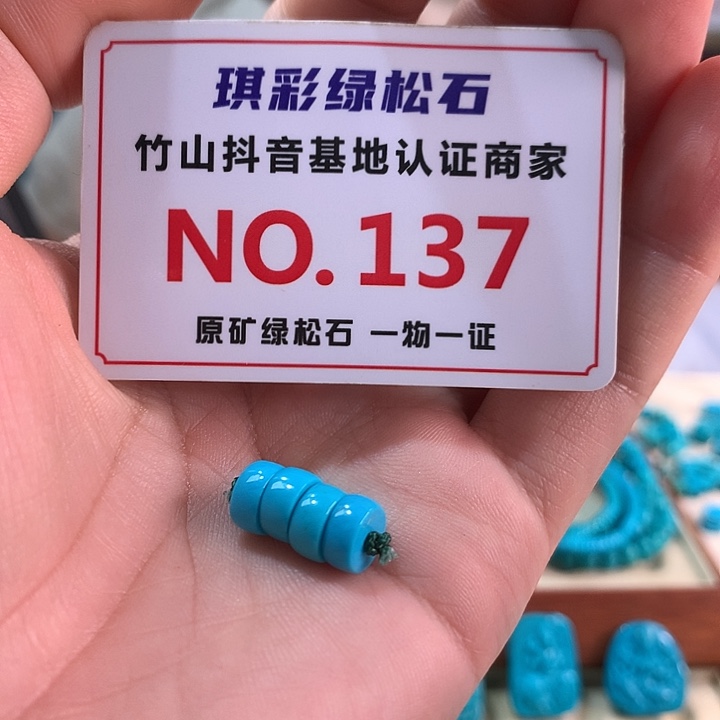 琪彩绿松石
竹山抖音基地认证商家
NO.137
原矿绿松石 一物一证